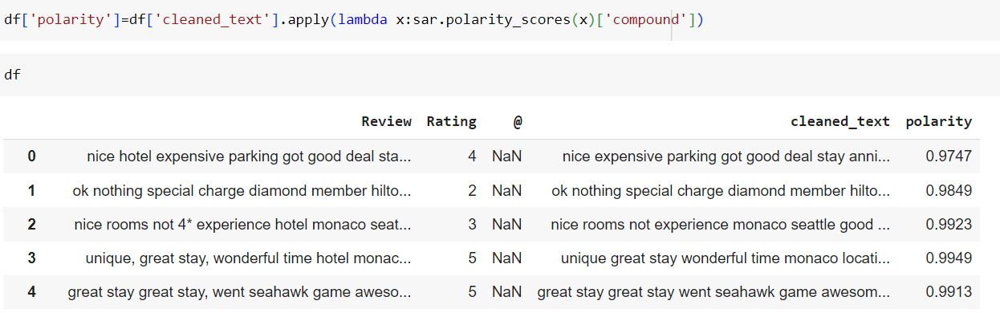 df['polarity']=df['cleaned_text'].apply(lambda x:sar.polarity_scores(x)['compound'])
df
Review Rating @ cleaned_text polarity
0 nice hotel expensive parking got good deal sta... 4 NaN nice expensive parking got good deal stay anni... 0.9747
1 ok nothing special charge diamond member hilto... 2 NaN ok nothing special charge diamond member hilto... 0.9849
2 nice rooms not 4* experience hotel monaco seat... 3 NaN nice rooms not experience monaco seattle good ... 0.9923
3 unique, great stay, wonderful time hotel monac... 5 NaN unique great stay wonderful time monaco locati... 0.9949
4 great stay great stay, went seahawk game aweso... 5 NaN great stay great stay went seahawk game awesom... 0.9913